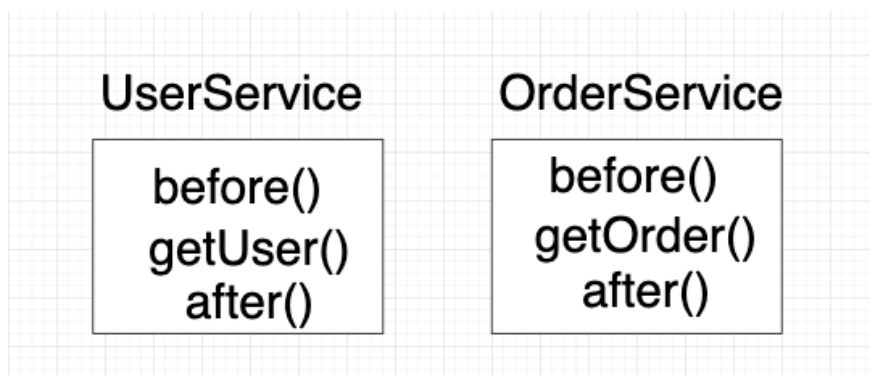 UserService
before()
getUser()
after()
OrderService
before()
getOrder()
after()